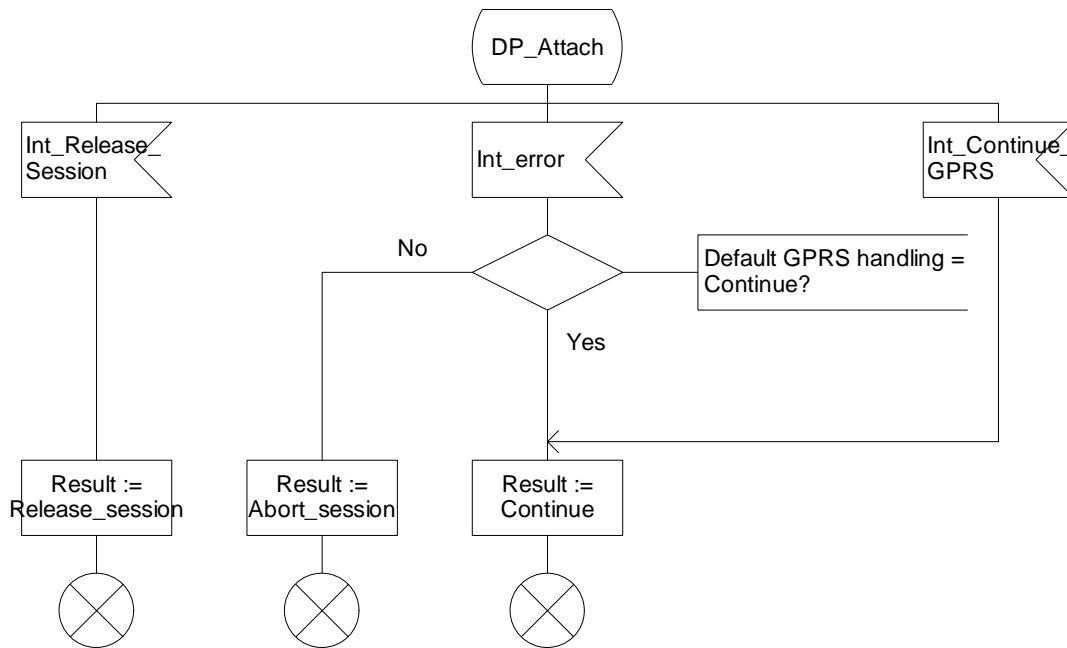 DP_Attach
Int_Release_
Session
Int_error
Int_Continue_
GPRS
No
Default GPRS handling =
Continue?
Yes
Result :=
Release_session
Result :=
Abort_session
Result :=
Continue